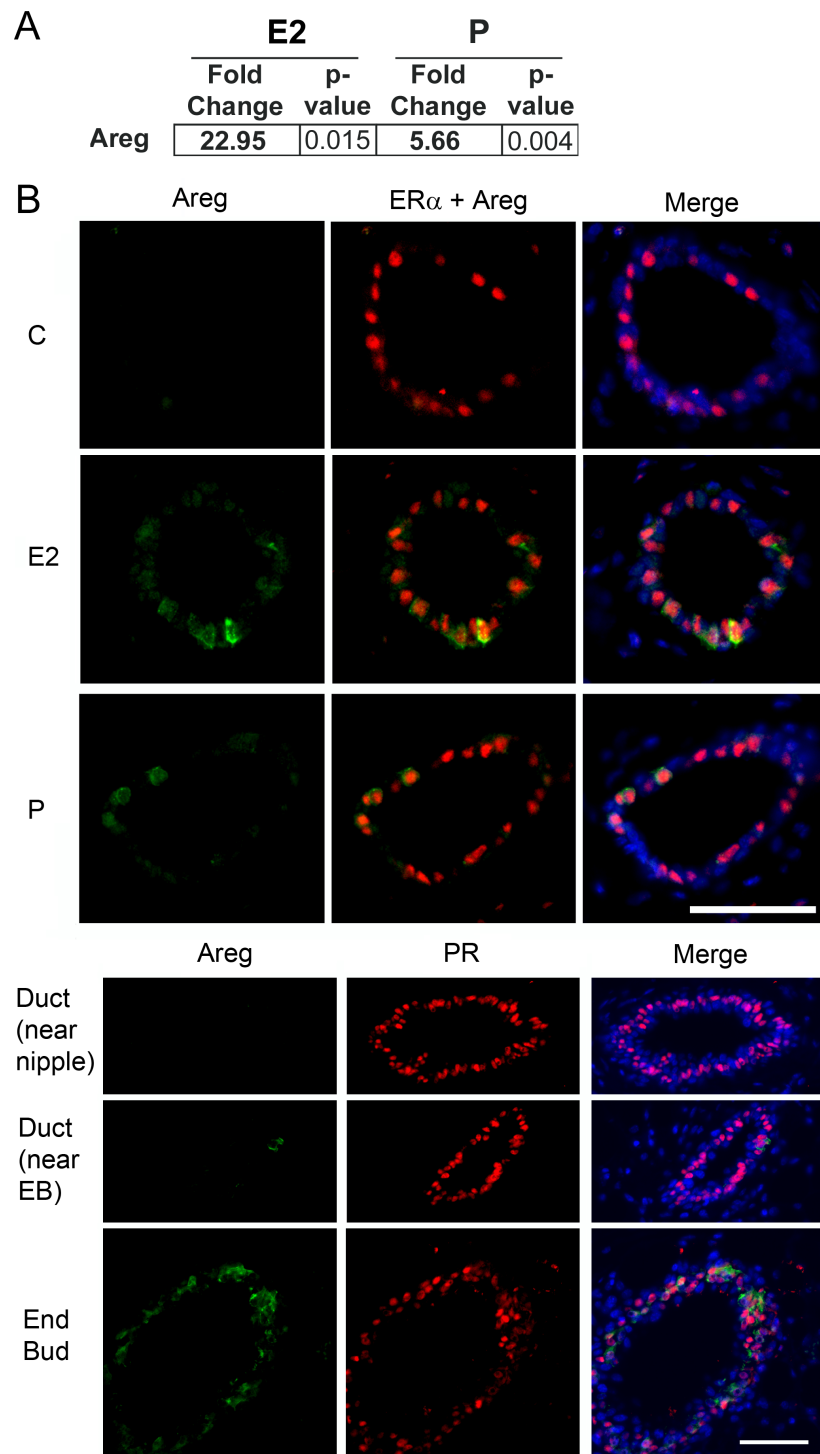 A
E2 P
Fold Change p-value Fold Change p-value
Areg 22.95 0.015 5.66 0.004
B
Areg ERα + Areg Merge
C
E2
P
Areg PR Merge
Duct
(near
nipple)
Duct
(near
EB)
End
Bud